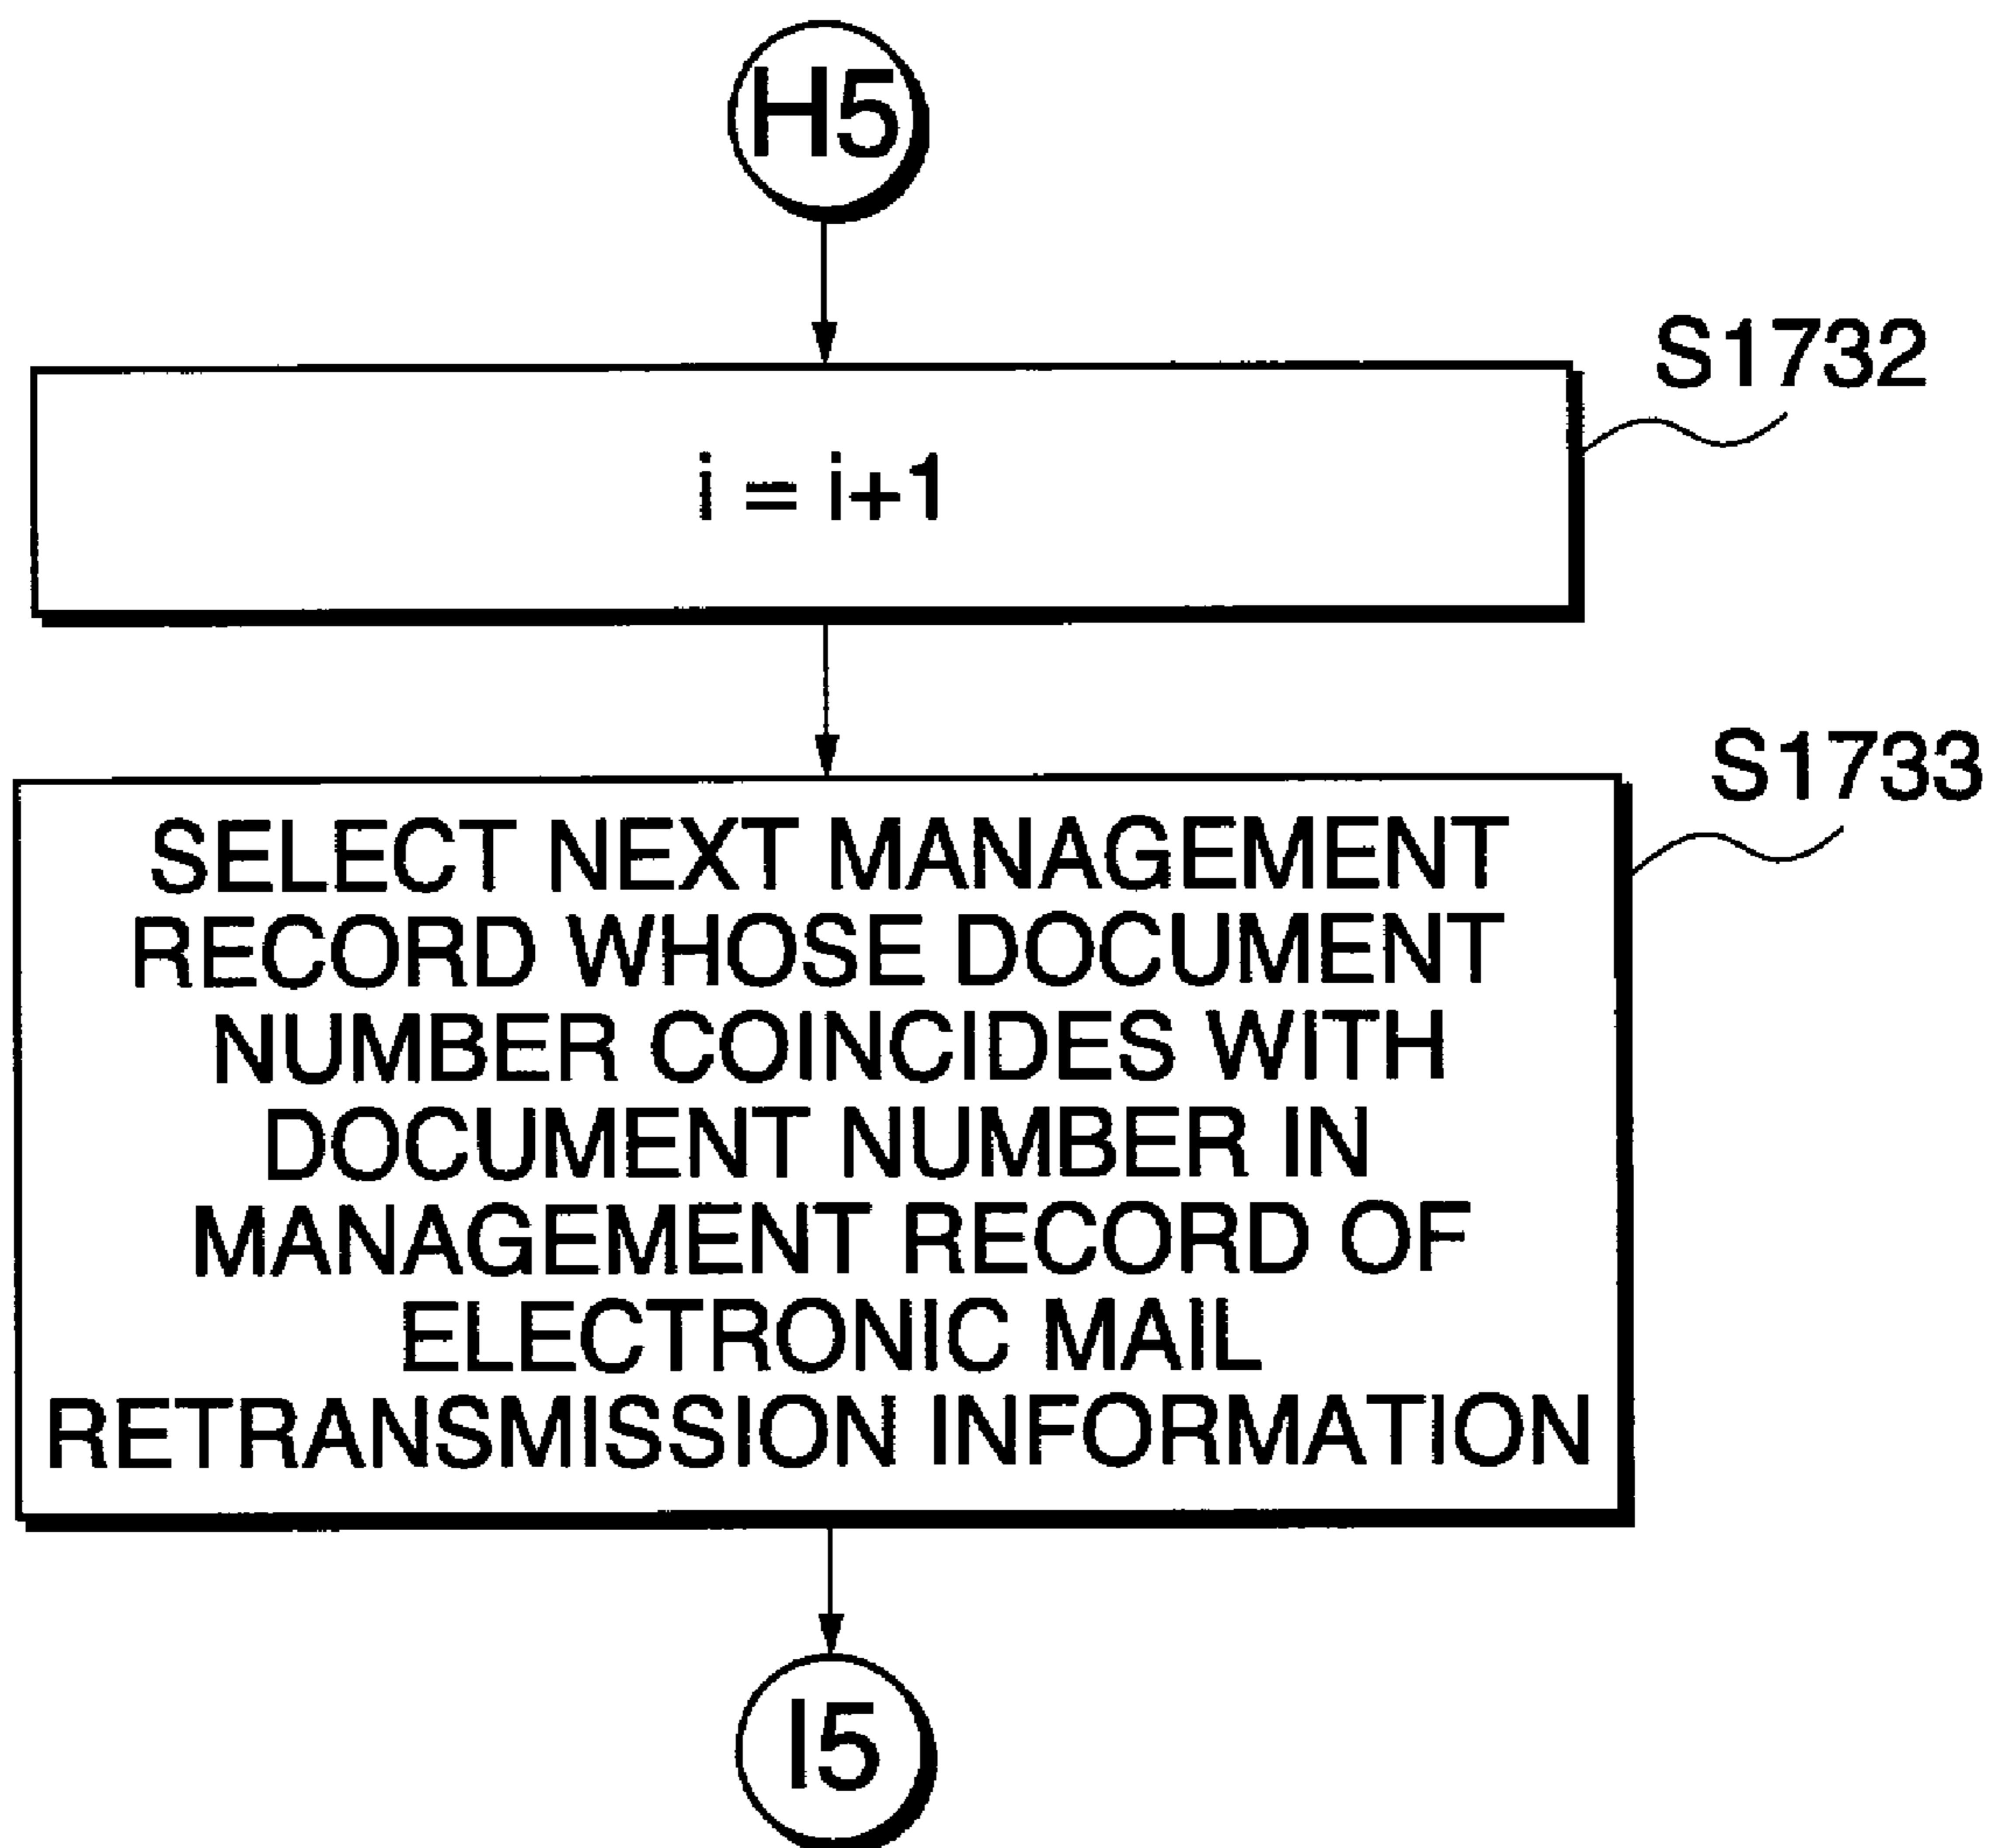 H5
S1732
i = i+1
S1733
SELECT NEXT MANAGEMENT
RECORD WHOSE DOCUMENT
NUMBER COINCIDES WITH
DOCUMENT NUMBER IN
MANAGEMENT RECORD OF
ELECTRONIC MAIL
RETRANSMISSION INFORMATION
I5